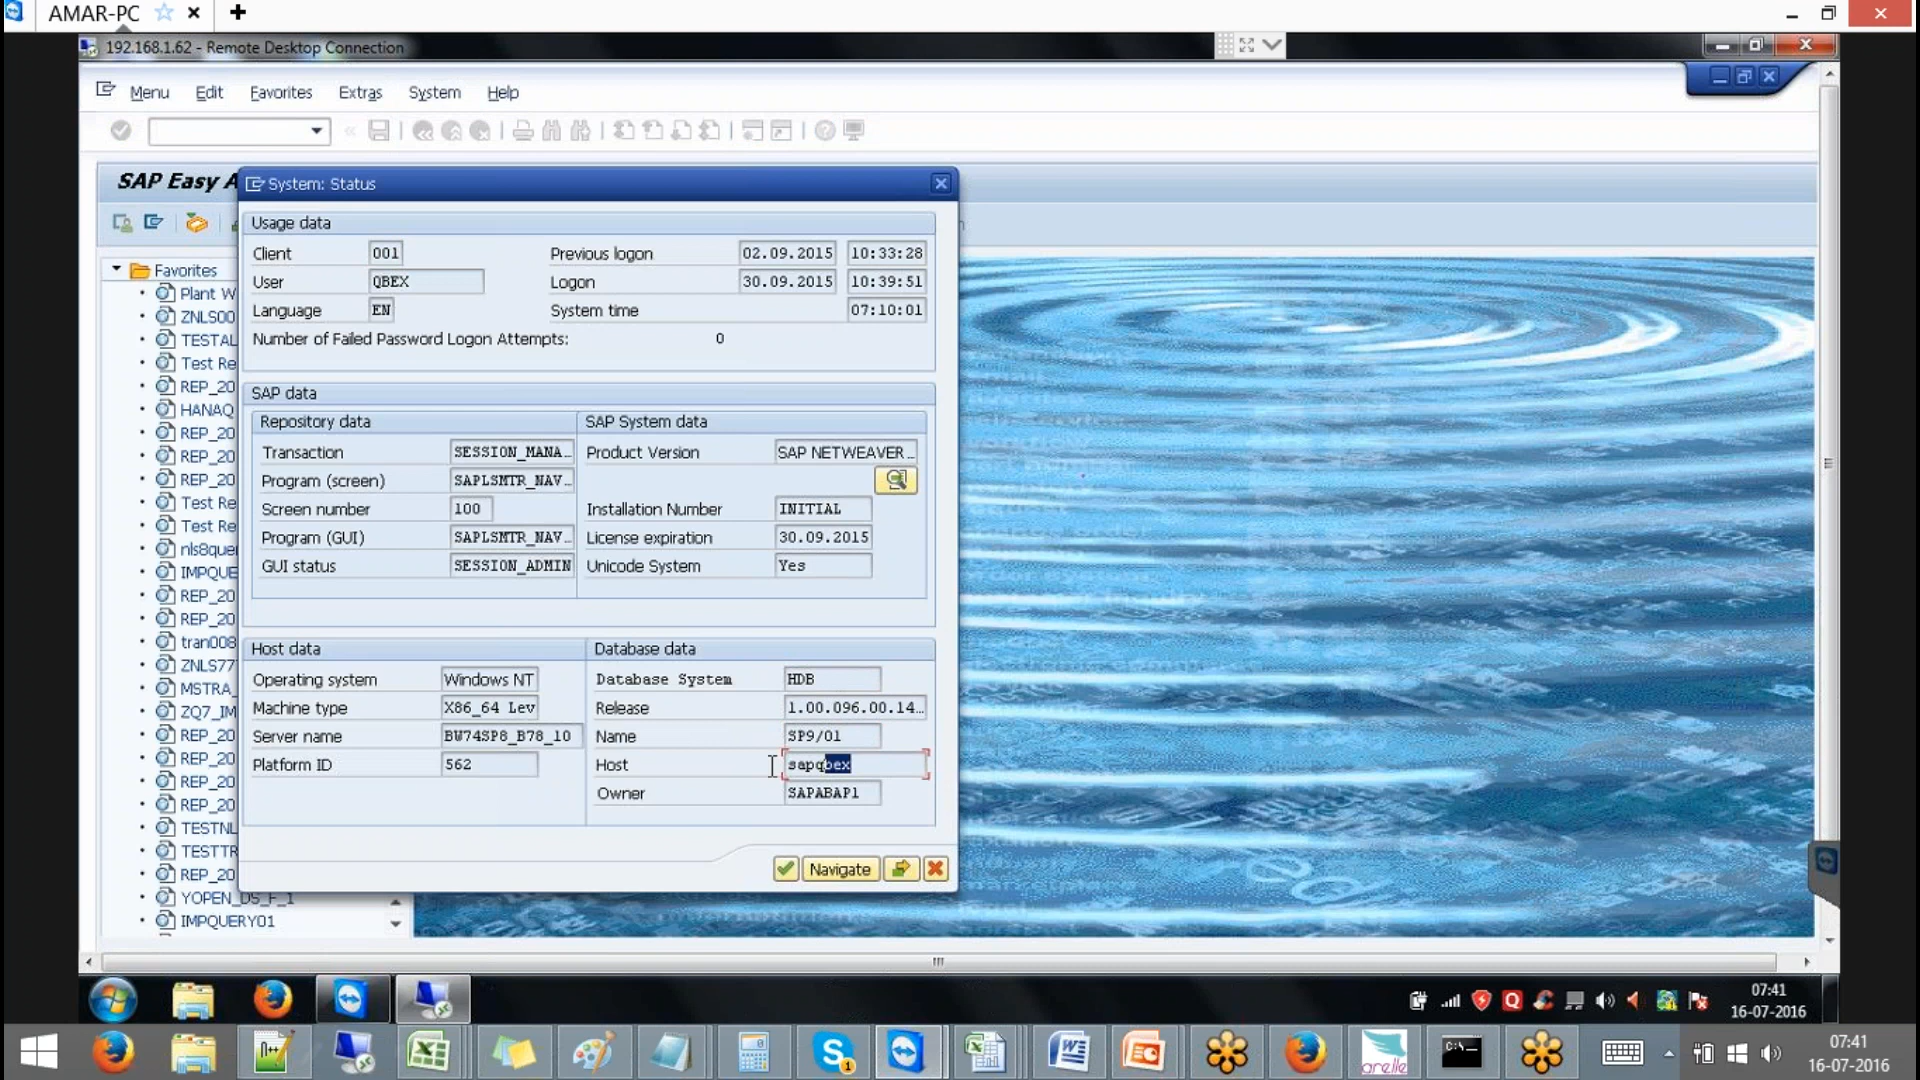 AMAR-PC
192.168.1.62 - Remote Desktop Connection
Menu Edit Favorites Extras System Help
SAP Easy A
System: Status
Usage data
Client 001 Previous logon 02.09.2015 10:33:28
User QBEX Logon 30.09.2015 10:39:51
Language EN System time 07:10:01
Number of Failed Password Logon Attempts: 0
SAP data
Repository data SAP System data
Transaction SESSION_MANA.. Product Version SAP NETWEAVER ..
Program (screen) SAPLSMTR_NAV..
Screen number 100 Installation Number INITIAL
Program (GUI) SAPLSMTR_NAV.. License expiration 30.09.2015
GUI status SESSION_ADMIN Unicode System Yes
Host data Database data
Operating system Windows NT Database System HDB
Machine type X86_64 Lev Release 1.00.096.00.14..
Server name BW74SP8_B78_10 Name SP9/01
Platform ID 562 Host sapqbex
Owner SAPABAP1
Navigate
Favorites
Plant W
ZNLS00
TESTAL
Test Re
REP_20
HANAQ
REP_20
REP_20
REP_20
Test Re
Test Re
nls8quer
IMPQUE
REP_20
REP_20
tran008
ZNLS77
MSTRA_
ZQ7_IM
REP_20
REP_20
REP_20
REP_20
TESTNL
TESTTR
REP_20
YOPEN_DS_F_1
IMPQUERY01
07:41
16-07-2016
arelle
07:41
16-07-2016